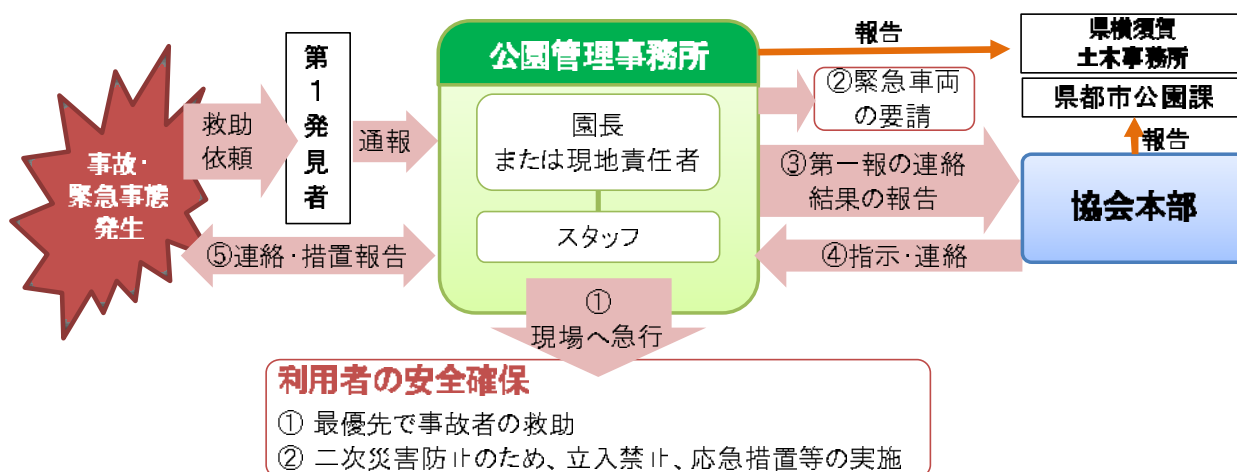 事故・
緊急事態
発生
救助
依頼
第1発見者
通報
公園管理事務所
園長
または現地責任者
スタッフ
報告
県横須賀
土木事務所
県都市公園課
②緊急車両
の要請
報告
③第一報の連絡
結果の報告
協会本部
④指示・連絡
⑤連絡・措置報告
①
現場へ急行
利用者の安全確保
① 最優先で事故者の救助
② 二次災害防止のため、立入禁止、応急措置等の実施